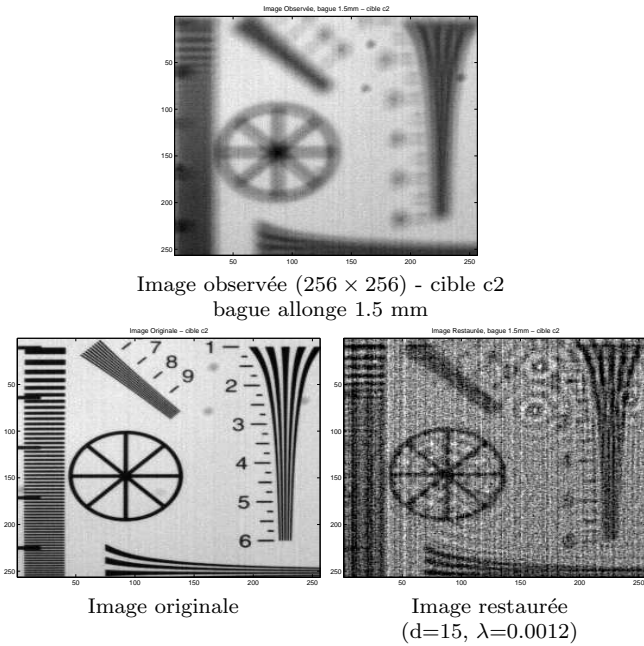 Image Observée, bague 1.5mm – cible c2
50
100
150
200
250
50 100 150 200 250
Image observée (256 × 256) - cible c2
bague allonge 1.5 mm
Image Originale – cible c2
50
100
150
200
250
7
8
9
1
2
3
4
5
6
50 100 150 200 250
Image originale
Image Restaurée, bague 1.5mm – cible c2
50
100
150
200
250
50 100 150 200 250
Image restaurée
(d=15, λ=0.0012)